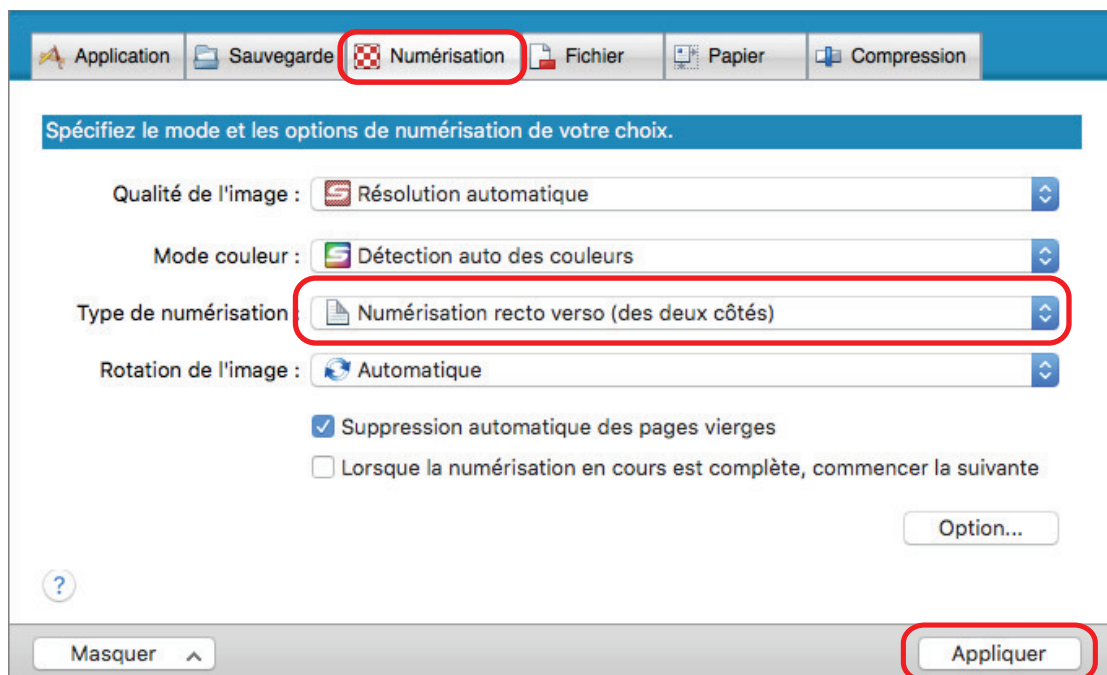 Application Sauvegarde Numérisation Fichier Papier Compression
Spécifiez le mode et les options de numérisation de votre choix.
Qualité de l'image : Résolution automatique
Mode couleur : Détection auto des couleurs
Type de numérisation : Numérisation recto verso (des deux côtés)
Rotation de l'image : Automatique
Suppression automatique des pages vierges
Lorsque la numérisation en cours est complète, commencer la suivante
Option...
?
Masquer Appliquer